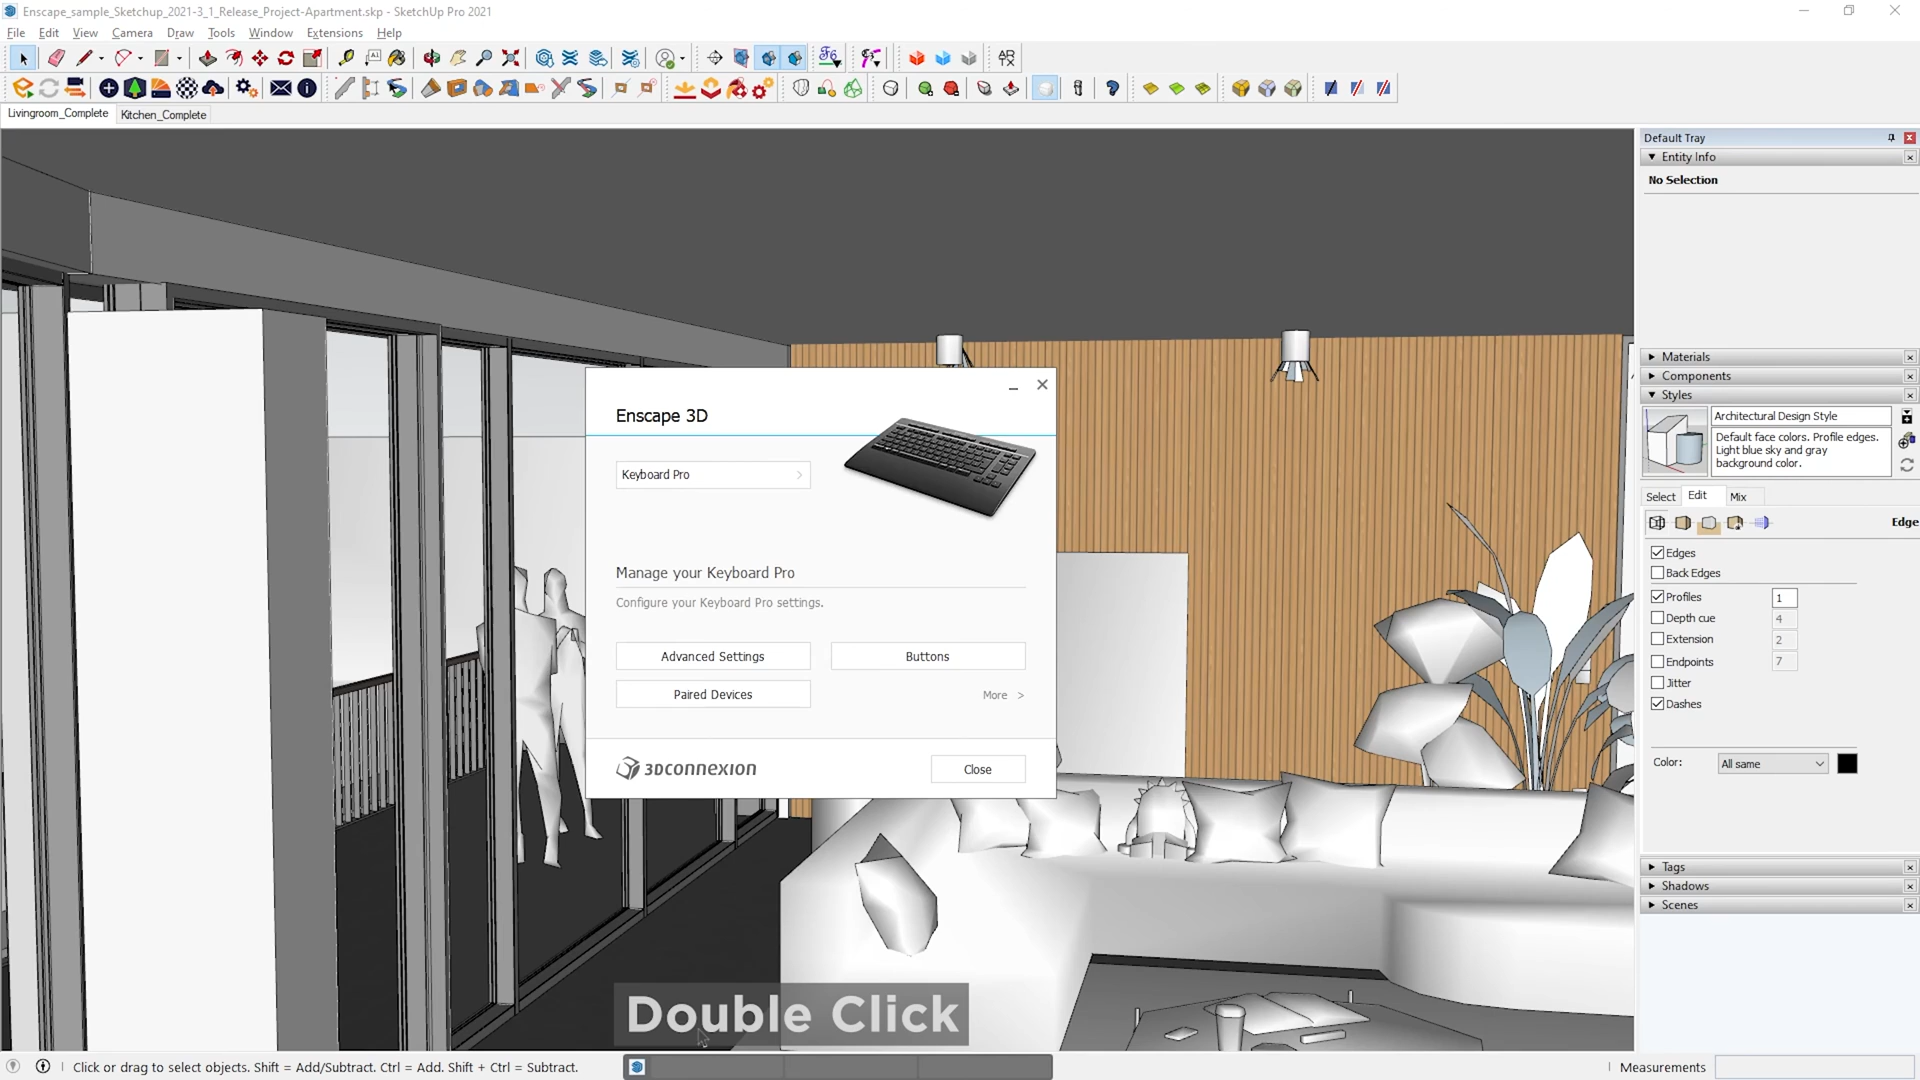 Enscape_sample_Sketchup_2021-3_1_Release_Project-Apartment.skp - SketchUp Pro 2021
File Edit View Camera Draw Tools Window Extensions Help
Livingroom_Complete Kitchen_Complete
Default Tray
Entity Info
No Selection
Materials
Components
Styles
Architectural Design Style
Default face colors. Profile edges.
Light blue sky and gray
background color.
Select Edit Mix
Edge
Edges
Back Edges
Profiles 1
Depth cue 4
Extension 2
Endpoints 7
Jitter
Dashes
Color: All same
Tags
Shadows
Scenes
Enscape 3D
Keyboard Pro
Manage your Keyboard Pro
Configure your Keyboard Pro settings.
Advanced Settings Buttons
Paired Devices More >
3DCONNEXION Close
Double Click
Click or drag to select objects. Shift = Add/Subtract. Ctrl = Add. Shift + Ctrl = Subtract.
Measurements